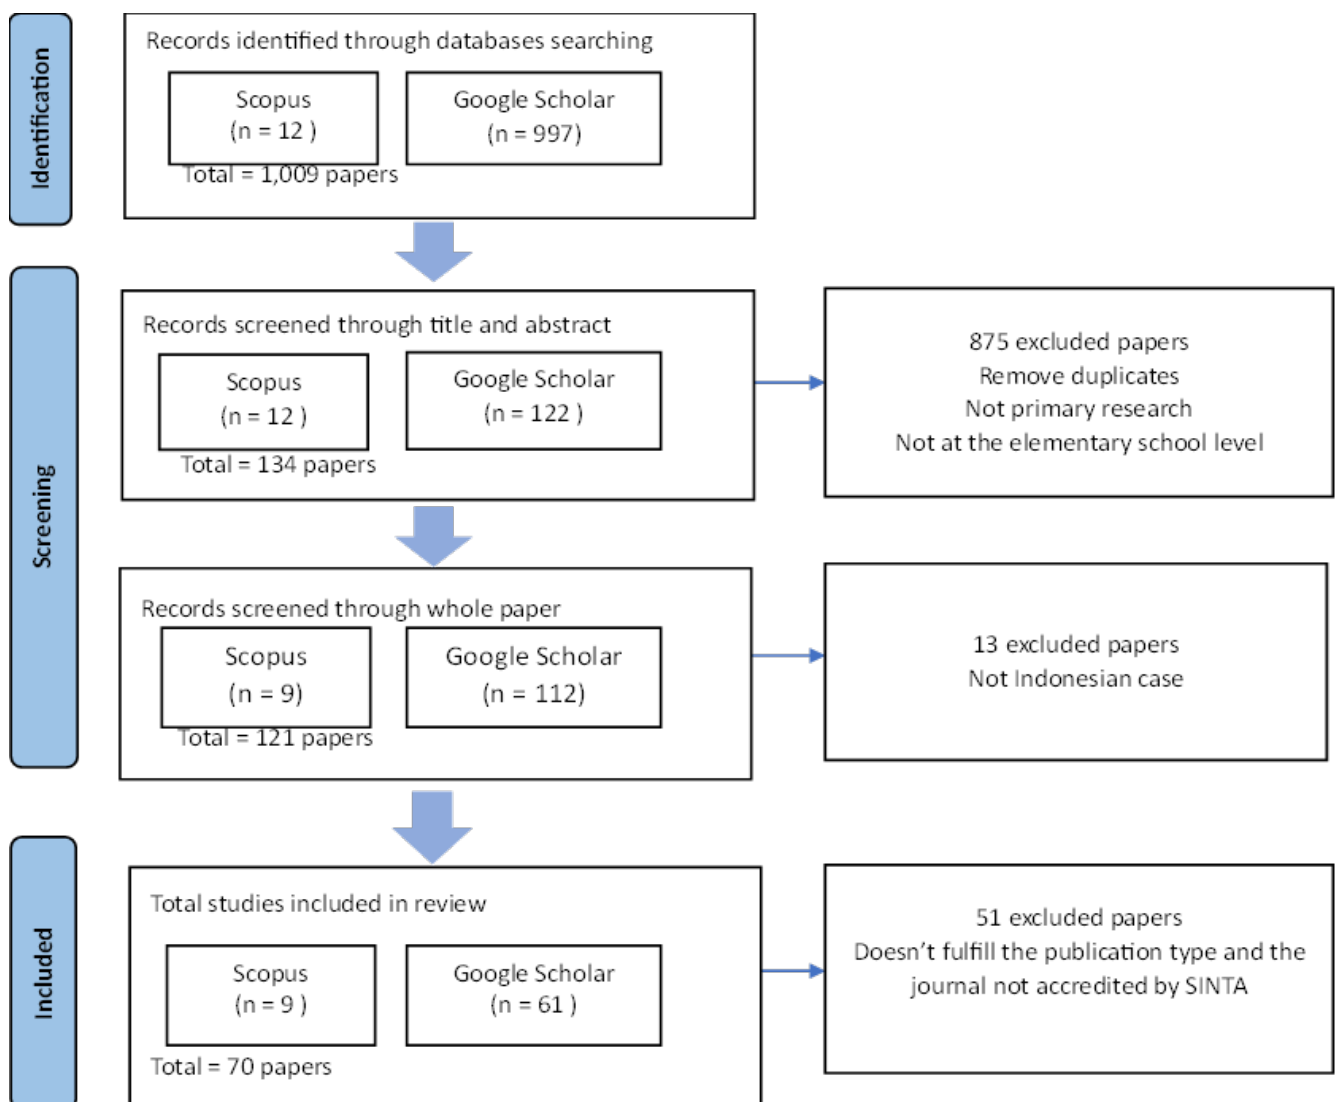 Identification
Records identified through databases searching
Scopus
(n = 12 )
Google Scholar
(n = 997)
Total = 1,009 papers
Screening
Records screened through title and abstract
Scopus
(n = 12 )
Google Scholar
(n = 122 )
Total = 134 papers
875 excluded papers
Remove duplicates
Not primary research
Not at the elementary school level
Records screened through whole paper
Scopus
(n = 9)
Google Scholar
(n = 112)
Total = 121 papers
13 excluded papers
Not Indonesian case
Included
Total studies included in review
Scopus
(n = 9 )
Google Scholar
(n = 61 )
Total = 70 papers
51 excluded papers
Doesn’t fulfill the publication type and the
journal not accredited by SINTA